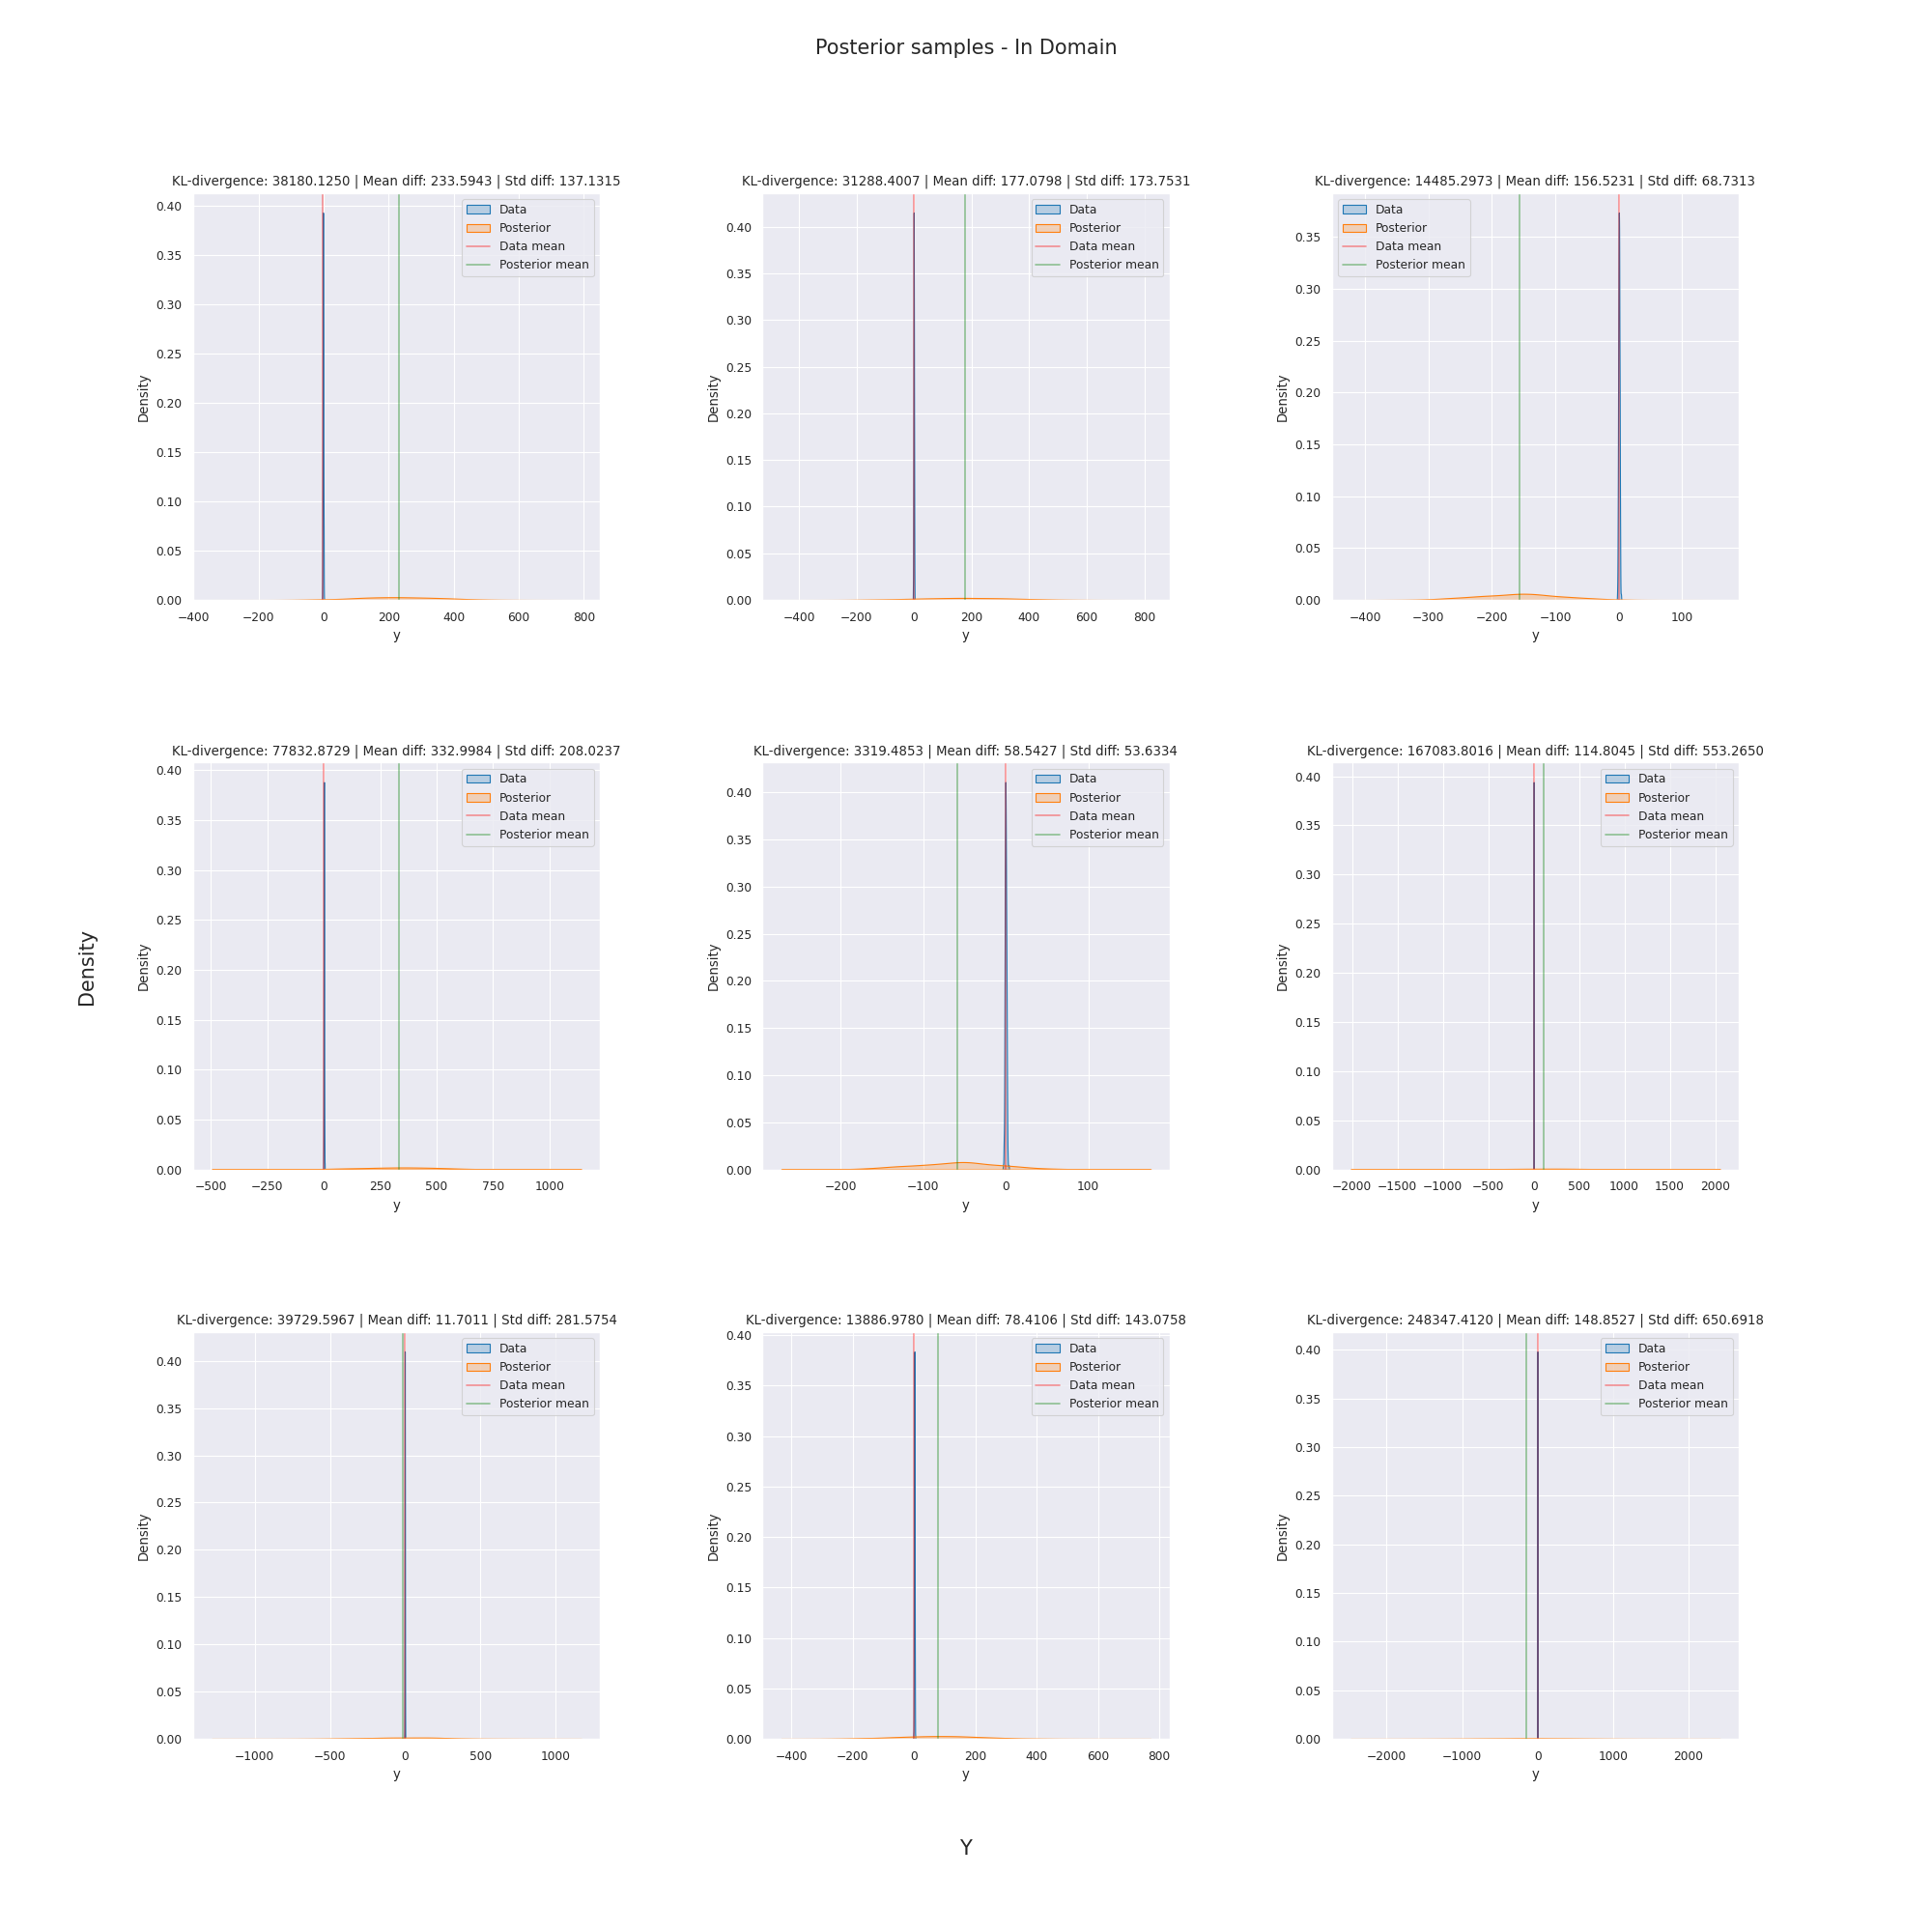 Posterior samples - In Domain
KL-divergence: 38180.1250 | Mean diff: 233.5943 | Std diff: 137.1315
Data
Posterior
Data mean
Posterior mean
0.40
0.35
0.30
0.25
0.20
0.15
0.10
0.05
0.00
Density
−400 −200 0 200 400 600 800
y
KL-divergence: 31288.4007 | Mean diff: 177.0798 | Std diff: 173.7531
Data
Posterior
Data mean
Posterior mean
0.40
0.35
0.30
0.25
0.20
0.15
0.10
0.05
0.00
Density
−400 −200 0 200 400 600 800
y
KL-divergence: 14485.2973 | Mean diff: 156.5231 | Std diff: 68.7313
Data
Posterior
Data mean
Posterior mean
0.35
0.30
0.25
0.20
0.15
0.10
0.05
0.00
Density
−400 −300 −200 −100 0 100
y
KL-divergence: 77832.8729 | Mean diff: 332.9984 | Std diff: 208.0237
Data
Posterior
Data mean
Posterior mean
0.40
0.35
0.30
0.25
0.20
0.15
0.10
0.05
0.00
Density
−500 −250 0 250 500 750 1000
y
KL-divergence: 3319.4853 | Mean diff: 58.5427 | Std diff: 53.6334
Data
Posterior
Data mean
Posterior mean
0.40
0.35
0.30
0.25
0.20
0.15
0.10
0.05
0.00
Density
−200 −100 0 100
y
KL-divergence: 167083.8016 | Mean diff: 114.8045 | Std diff: 553.2650
Data
Posterior
Data mean
Posterior mean
0.40
0.35
0.30
0.25
0.20
0.15
0.10
0.05
0.00
Density
−2000 −1500 −1000 −500 0 500 1000 1500 2000
y
KL-divergence: 39729.5967 | Mean diff: 11.7011 | Std diff: 281.5754
Data
Posterior
Data mean
Posterior mean
0.40
0.35
0.30
0.25
0.20
0.15
0.10
0.05
0.00
Density
−1000 −500 0 500 1000
y
KL-divergence: 13886.9780 | Mean diff: 78.4106 | Std diff: 143.0758
Data
Posterior
Data mean
Posterior mean
0.40
0.35
0.30
0.25
0.20
0.15
0.10
0.05
0.00
Density
−400 −200 0 200 400 600 800
y
KL-divergence: 248347.4120 | Mean diff: 148.8527 | Std diff: 650.6918
Data
Posterior
Data mean
Posterior mean
0.40
0.35
0.30
0.25
0.20
0.15
0.10
0.05
0.00
Density
−2000 −1000 0 1000 2000
y
Density
Y